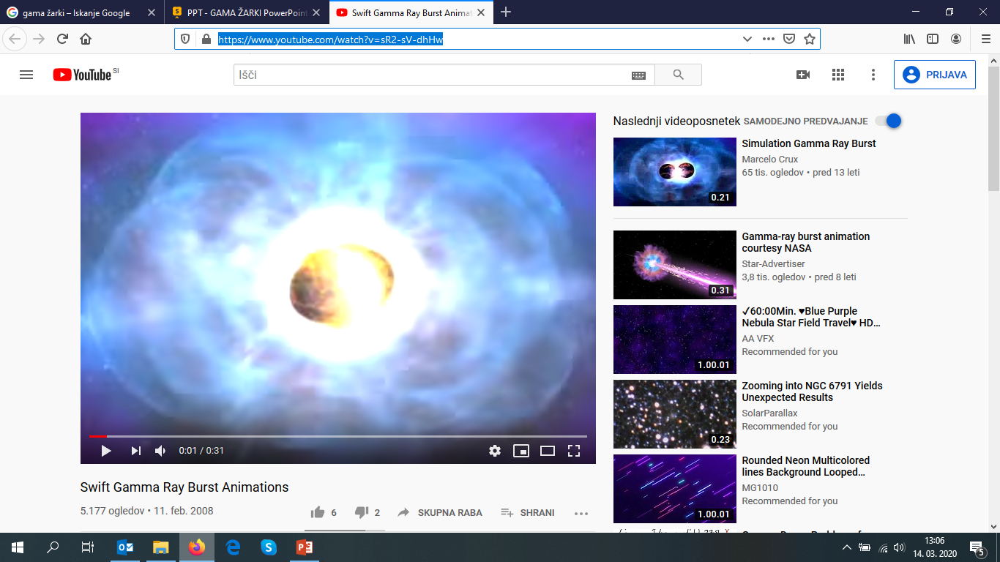 gama žarki – Iskanje Google
PPT - GAMA ŽARKI PowerPoin
Swift Gamma Ray Burst Animat
https://www.youtube.com/watch?v=sR2-sV-dhHw
YouTube SI
Išči
PRIJAVA
Swift Gamma Ray Burst Animations
5.177 ogledov • 11. feb. 2008
6
2
SKUPNA RABA
SHRANI
0:01 / 0:31
Naslednji videoposnetek
SAMODEJNO PREDVAJANJE
0.21
Simulation Gamma Ray Burst
Marcelo Crux
65 tis. ogledov • pred 13 leti
0.31
Gamma-ray burst animation
courtesy NASA
Star-Advertiser
3,8 tis. ogledov • pred 8 leti
1.00.01
✓60:00Min. ♥Blue Purple
Nebula Star Field Travel♥ HD…
AA VFX
Recommended for you
0.23
Zooming into NGC 6791 Yields
Unexpected Results
SolarParallax
Recommended for you
1.00.01
Rounded Neon Multicolored
lines Background Looped…
MG1010
Recommended for you
13:06
14. 03. 2020
5